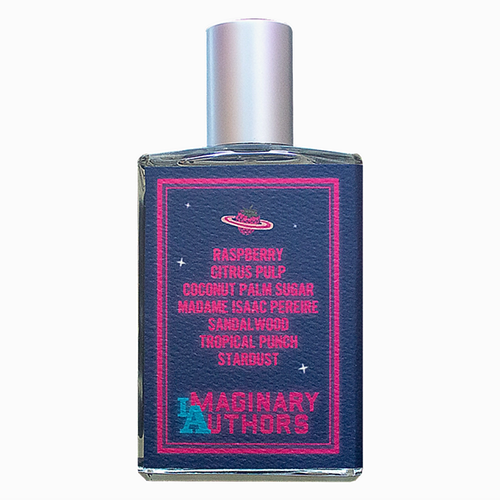 RASPBERRY
CITRUS PULP
COCONUT PALM SUGAR
MADAME ISAAC PEREIRE
SANDALWOOD
TROPICAL PUNCH
STARDUST
IMAGINARY
AUTHORS